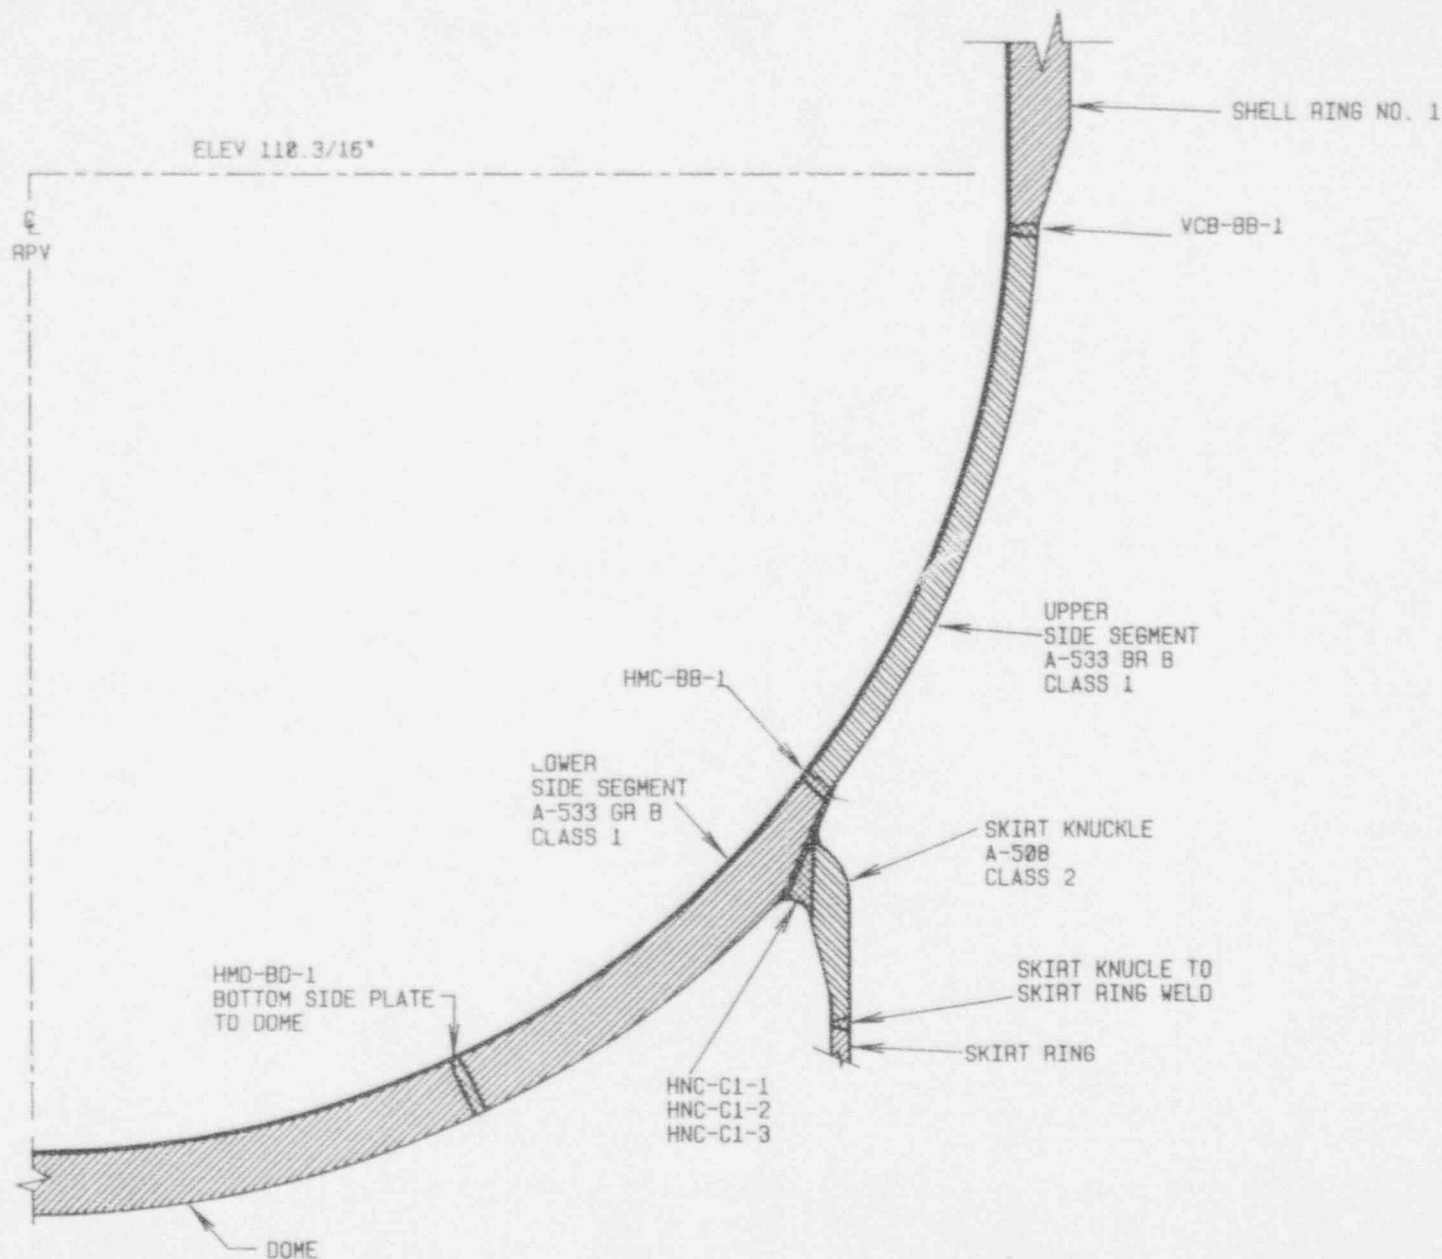 SHELL RING NO. 1
ELEV 110.3/16"
VCB-BB-1
RPV
UPPER
SIDE SEGMENT
A-533 BR B
CLASS 1
HMC-BB-1
LOWER
SIDE SEGMENT
A-533 GR B
CLASS 1
SKIRT KNUCKLE
A-508
CLASS 2
HMD-BD-1
BOTTOM SIDE PLATE
TO DOME
SKIRT KNUCLE TO
SKIRT RING WELD
SKIRT RING
HNC-C1-1
HNC-C1-2
HNC-C1-3
DOME